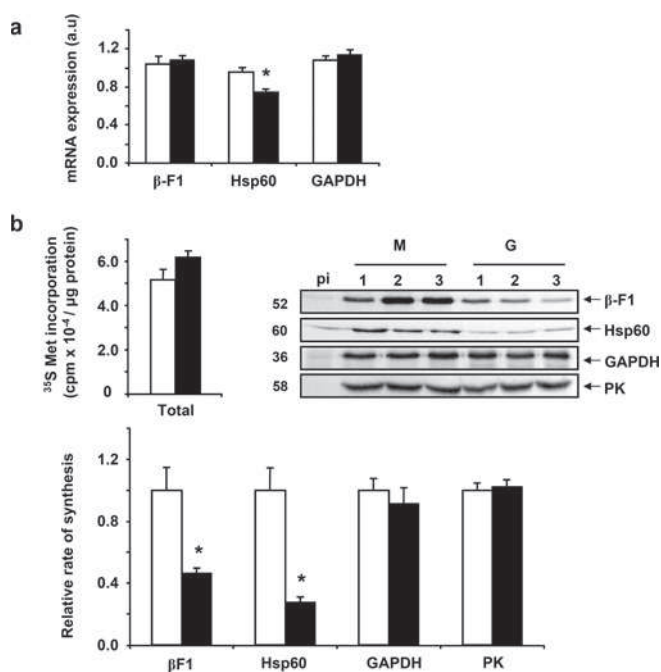 a
mRNA expression (a.u)
1.2
0.8
0.4
0.0
*
β-F1 Hsp60 GAPDH
b
³⁵S Met incorporation
(cpm x 10⁻⁴ / µg protein)
6.0
4.0
2.0
0
Total
M G
pi 1 2 3 1 2 3
52 β-F1
60 Hsp60
36 GAPDH
58 PK
Relative rate of synthesis
1.2
0.8
0.4
0.0
* *
βF1 Hsp60 GAPDH PK